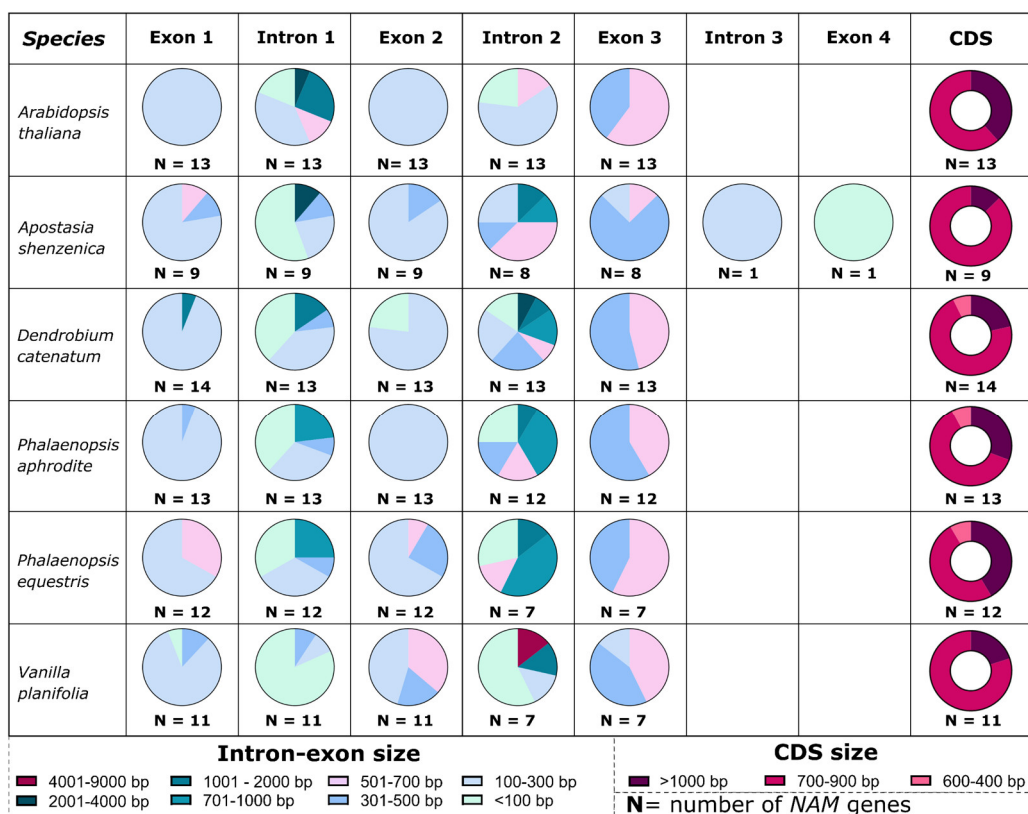 Species Exon 1 Intron 1 Exon 2 Intron 2 Exon 3 Intron 3 Exon 4 CDS
Arabidopsis
thaliana
N = 13 N = 13 N= 13 N = 13 N = 13 N= 13
Apostasia
shenzenica
N = 9 N = 9 N = 9 N = 8 N = 8 N = 1 N = 1 N = 9
Dendrobium
catenatum
N = 14 N= 13 N = 13 N = 13 N = 13 N= 14
Phalaenopsis
aphrodite
N = 13 N = 13 N = 13 N = 12 N = 12 N = 13
Phalaenopsis
equestris
N = 12 N = 12 N = 12 N = 7 N = 7 N = 12
Vanilla
planifolia
N = 11 N = 11 N = 11 N = 7 N = 7 N = 11
Intron-exon size
4001-9000 bp 1001 - 2000 bp 501-700 bp 100-300 bp
2001-4000 bp 701-1000 bp 301-500 bp <100 bp
CDS size
>1000 bp 700-900 bp 600-400 bp
N= number of NAM genes